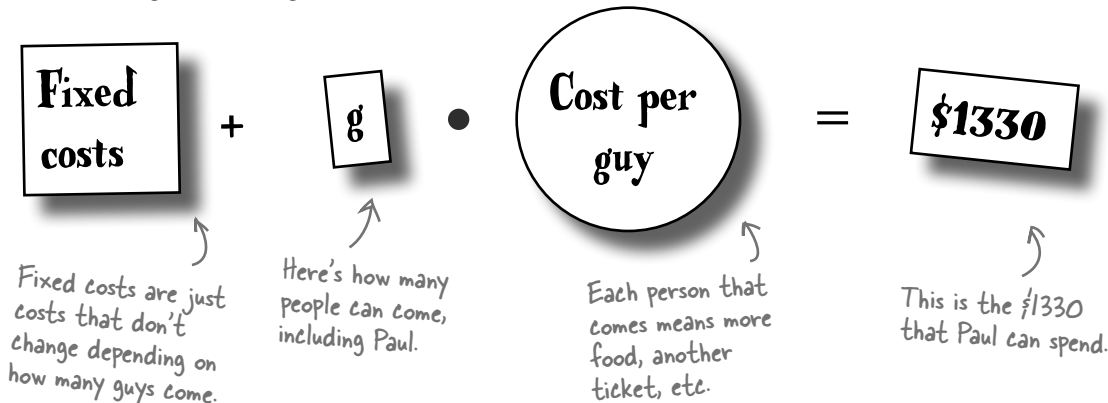 Fixed
costs
+
g
•
Cost per
guy
=
$1330
Fixed costs are just
costs that don't
change depending on
how many guys come.
Here's how many
people can come,
including Paul.
Each person that
comes means more
food, another
ticket, etc.
This is the $1330
that Paul can spend.